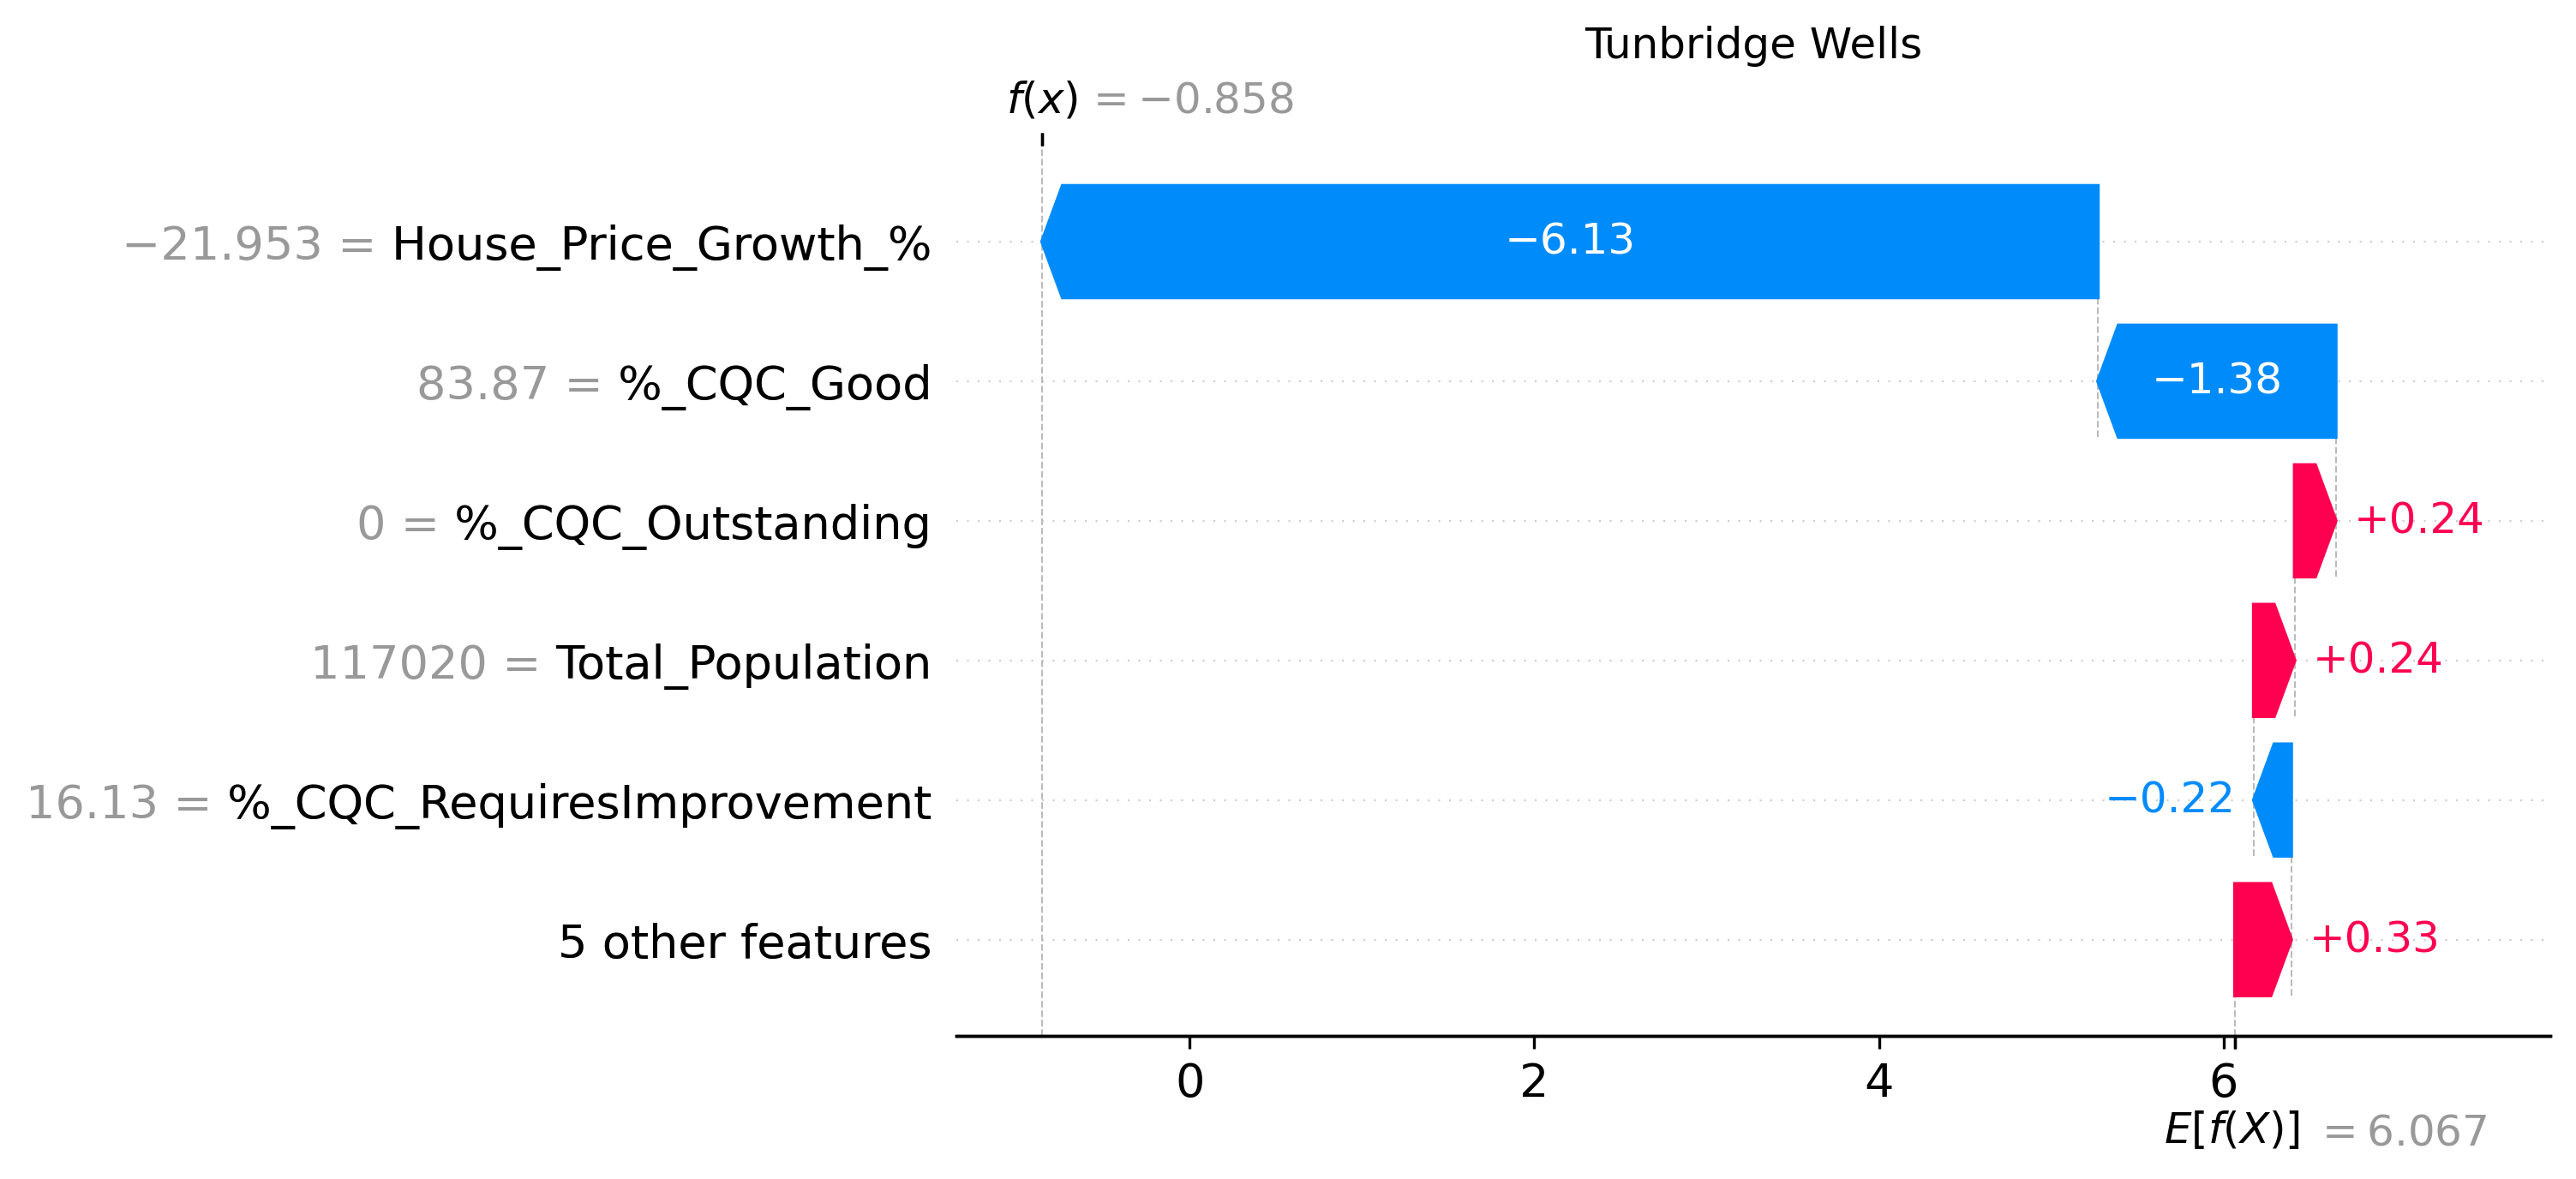 Tunbridge Wells
f(x) = −0.858
−21.953 = House_Price_Growth_%
−6.13
83.87 = %_CQC_Good
−1.38
0 = %_CQC_Outstanding
+0.24
117020 = Total_Population
+0.24
16.13 = %_CQC_RequiresImprovement
−0.22
5 other features
+0.33
0 2 4 6
E[f(X)] = 6.067